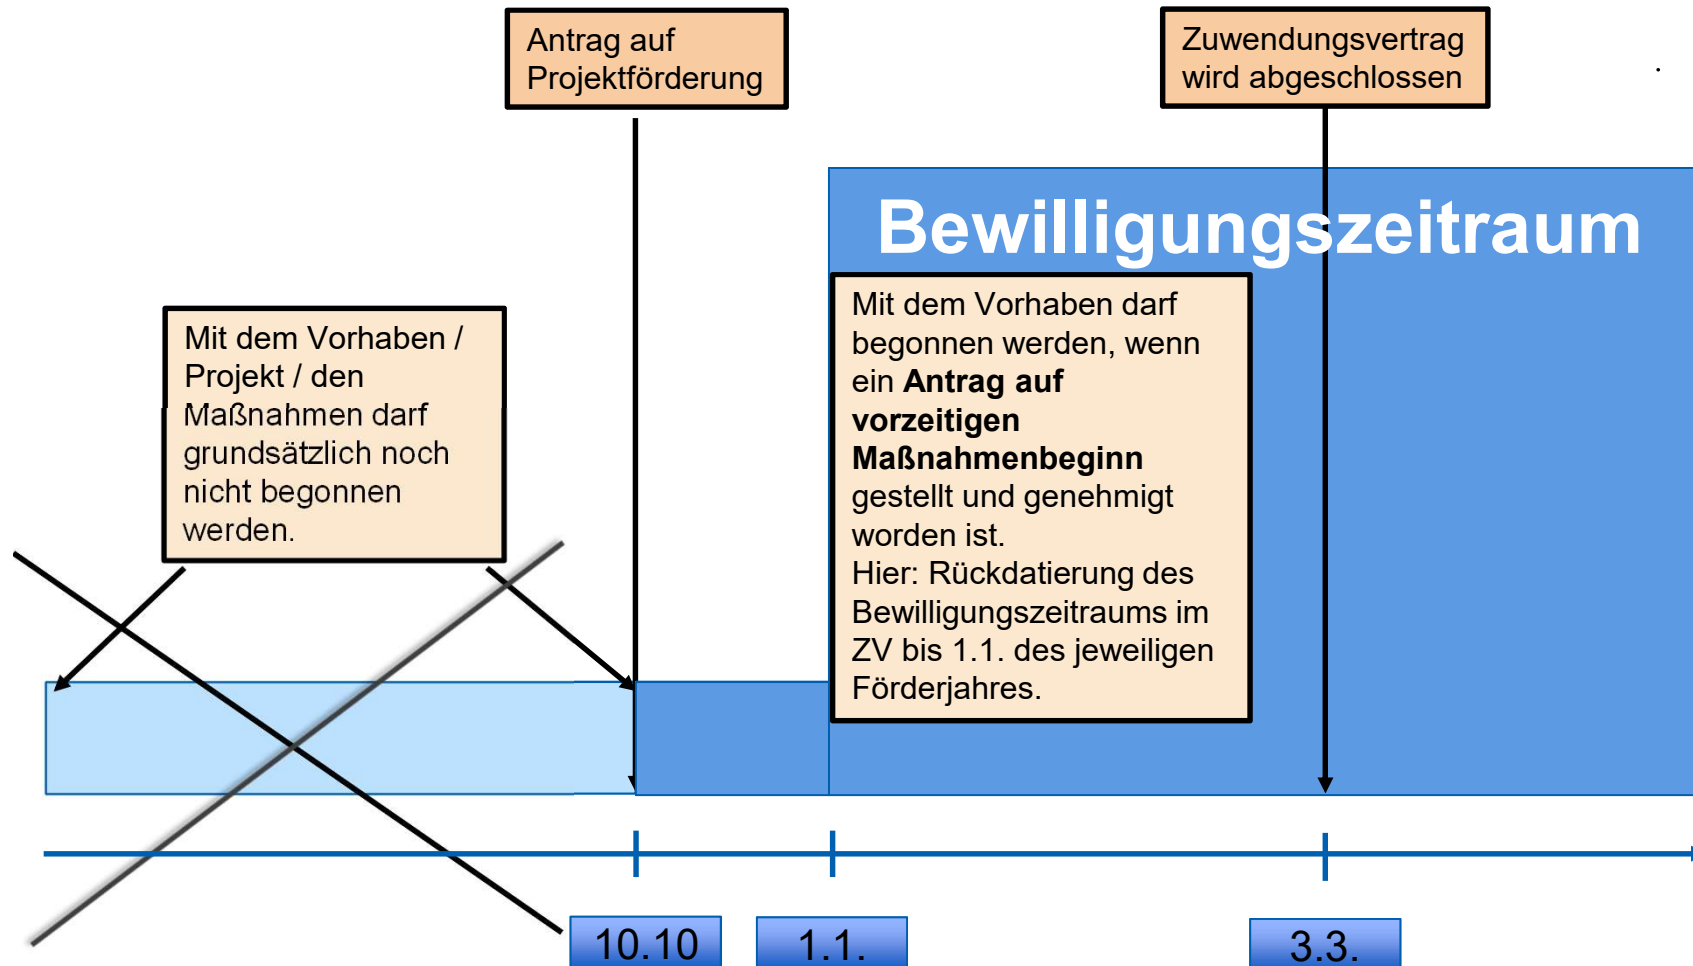 Antrag auf
Projektförderung
Zuwendungsvertrag
wird abgeschlossen
.
Bewilligungszeitraum
Mit dem Vorhaben /
Projekt / den
Maßnahmen darf
grundsätzlich noch
nicht begonnen
werden.
Mit dem Vorhaben darf
begonnen werden, wenn
ein Antrag auf
vorzeitigen
Maßnahmenbeginn
gestellt und genehmigt
worden ist.
Hier: Rückdatierung des
Bewilligungszeitraums im
ZV bis 1.1. des jeweiligen
Förderjahres.
10.10
1.1.
3.3.